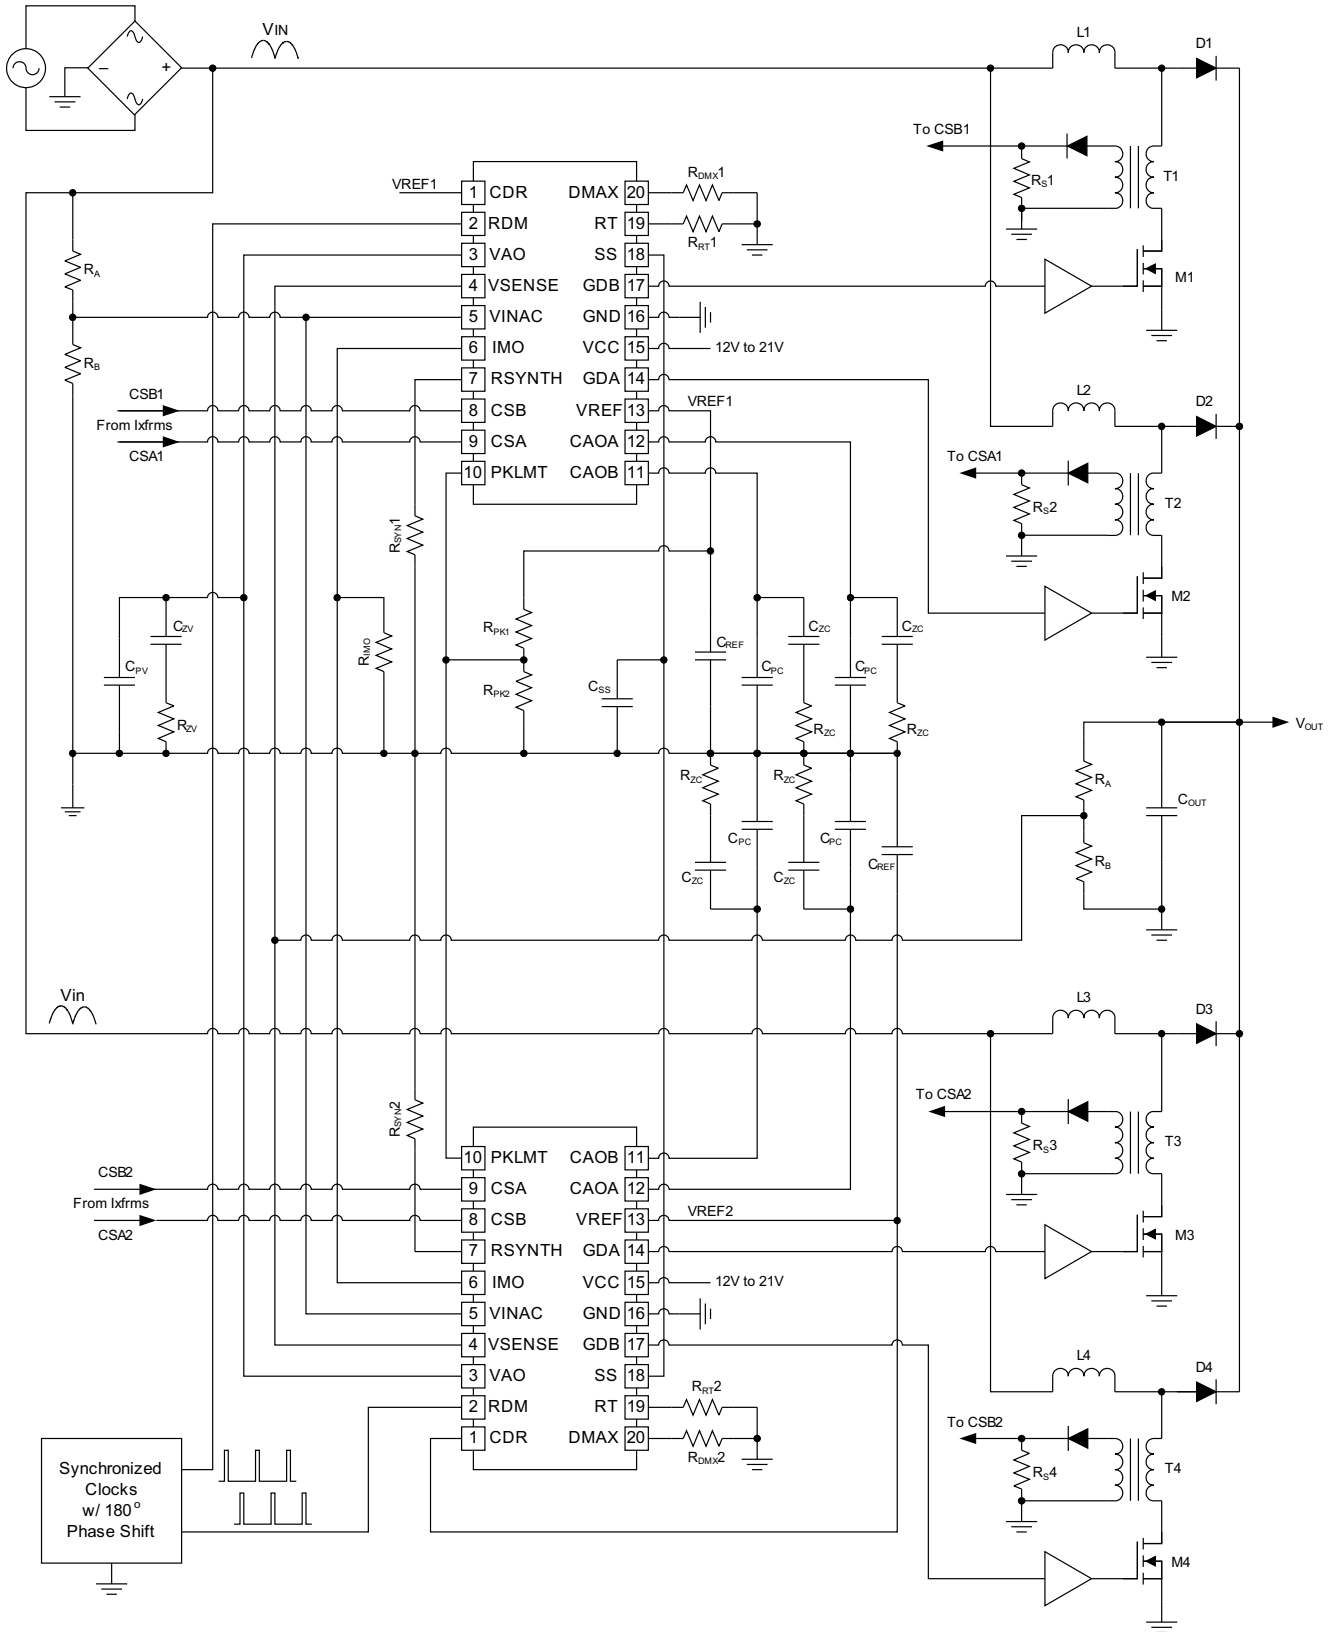 VIN
L1
D1
To CSB1
RS1
T1
M1
VREF1
1 CDR
2 RDM
3 VAO
4 VSENSE
5 VINAC
6 IMO
7 RSYNTH
8 CSB
9 CSA
10 PKLMT
DMAX 20
RT 19
SS 18
GDB 17
GND 16
VCC 15
GDA 14
VREF 13
CAOA 12
CAOB 11
RDMX1
RRT1
12V to 21V
VREF1
RA
RB
CSB1
From Ixfrms
CSA1
L2
D2
To CSA1
RS2
T2
M2
RSYN1
CZV
CPV
RZV
RIMO
RPK1
RPK2
CSS
CREF
CPC
CZC
RZC
CPC
CZC
RZC
VOUT
RA
RB
COUT
RZC
CZC
CPC
RZC
CZC
CPC
CREF
Vin
L3
D3
To CSA2
RS3
T3
M3
RSYN2
CSB2
From Ixfrms
CSA2
10 PKLMT
9 CSA
8 CSB
7 RSYNTH
6 IMO
5 VINAC
4 VSENSE
3 VAO
2 RDM
1 CDR
CAOB 11
CAOA 12
VREF 13
GDA 14
VCC 15
GND 16
GDB 17
SS 18
RT 19
DMAX 20
VREF2
12V to 21V
RRT2
RDMX2
L4
D4
To CSB2
RS4
T4
M4
Synchronized
Clocks
w/ 180°
Phase Shift